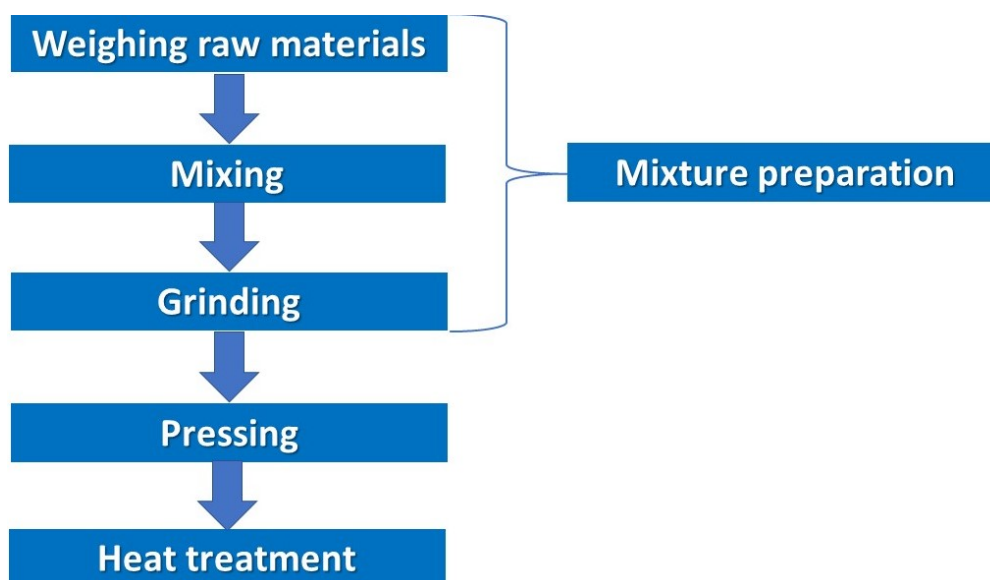 Weighing raw materials
Mixing
Mixture preparation
Grinding
Pressing
Heat treatment